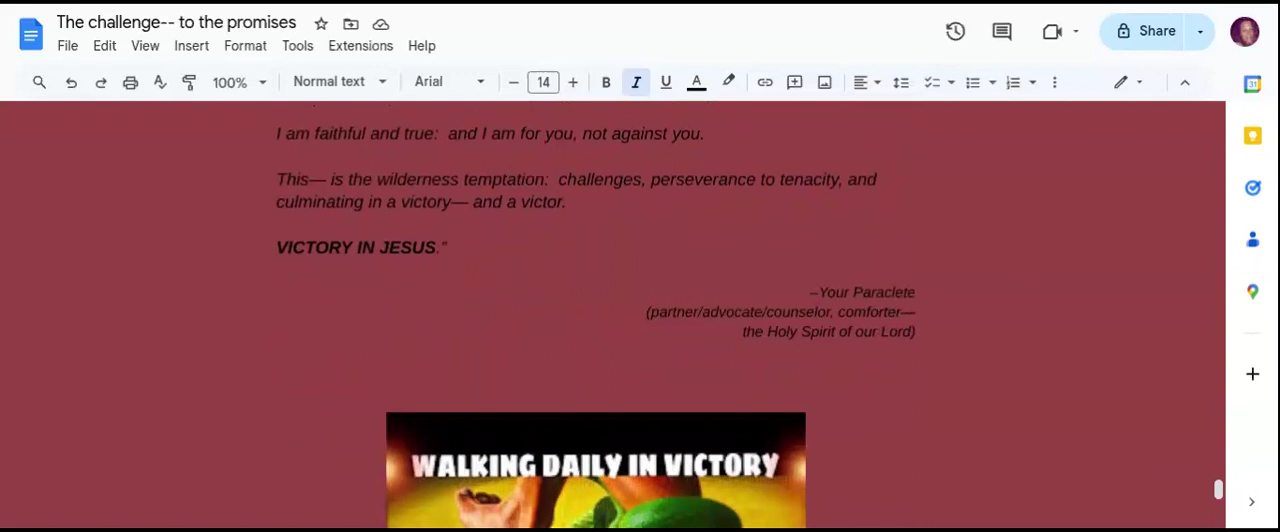 The challenge-- to the promises
File Edit View Insert Format Tools Extensions Help
Share
100% Normal text Arial – 14 + B I U A
I am faithful and true:  and I am for you, not against you.
This— is the wilderness temptation:  challenges, perseverance to tenacity, and
culminating in a victory— and a victor.
VICTORY IN JESUS."
–Your Paraclete
(partner/advocate/counselor, comforter—
the Holy Spirit of our Lord)
WALKING DAILY IN VICTORY